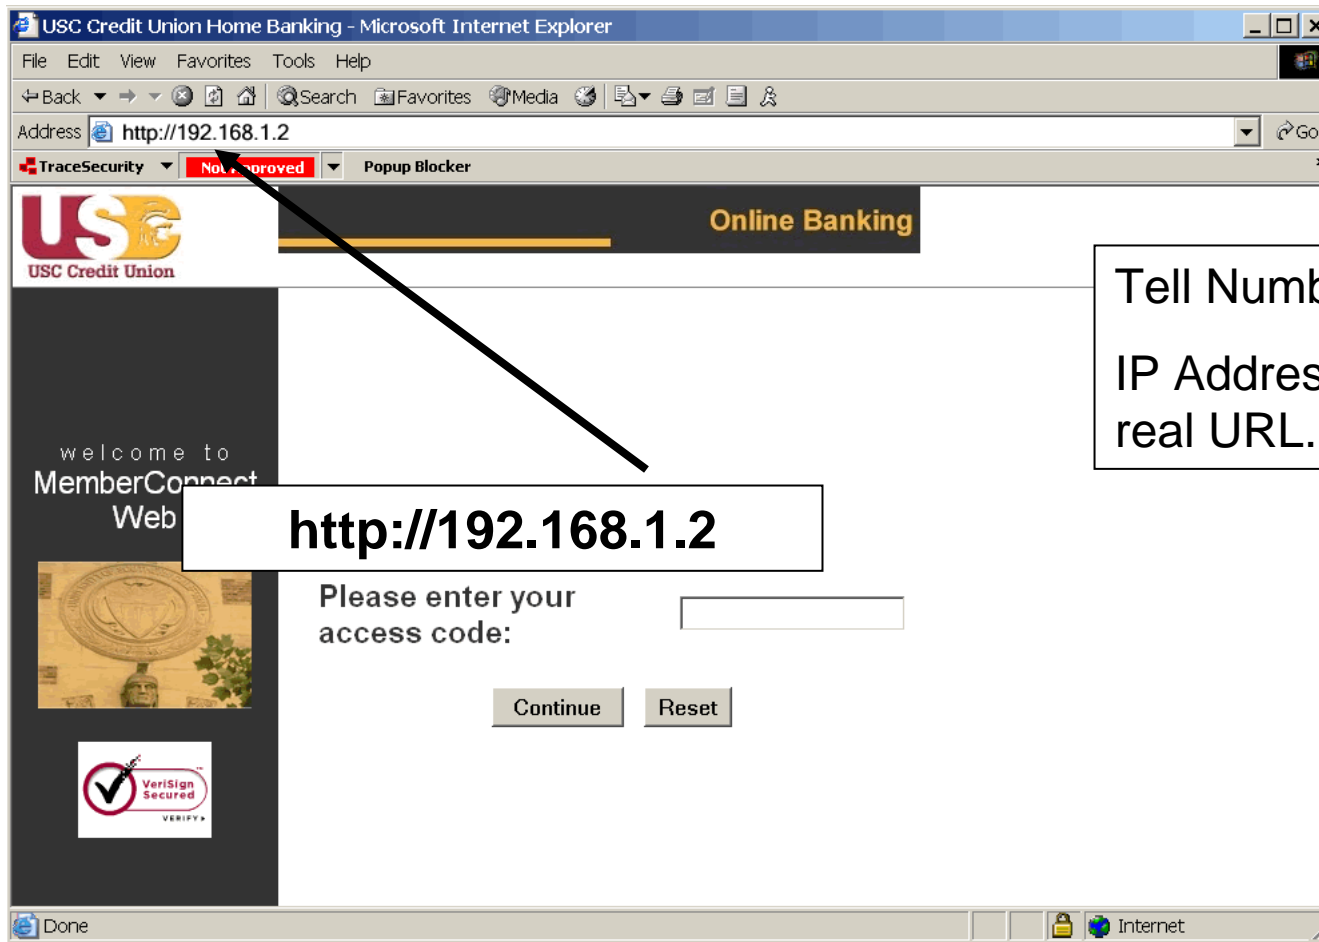 USC Credit Union Home Banking - Microsoft Internet Explorer
File Edit View Favorites Tools Help
Back Search Favorites Media
Address http://192.168.1.2 Go
TraceSecurity Not Approved Popup Blocker
USC
USC Credit Union
Online Banking
Tell Numb
IP Addres
real URL.
welcome to
MemberConnect
Web
http://192.168.1.2
Please enter your
access code:
Continue Reset
VeriSign
Secured
VERIFY
Done Internet